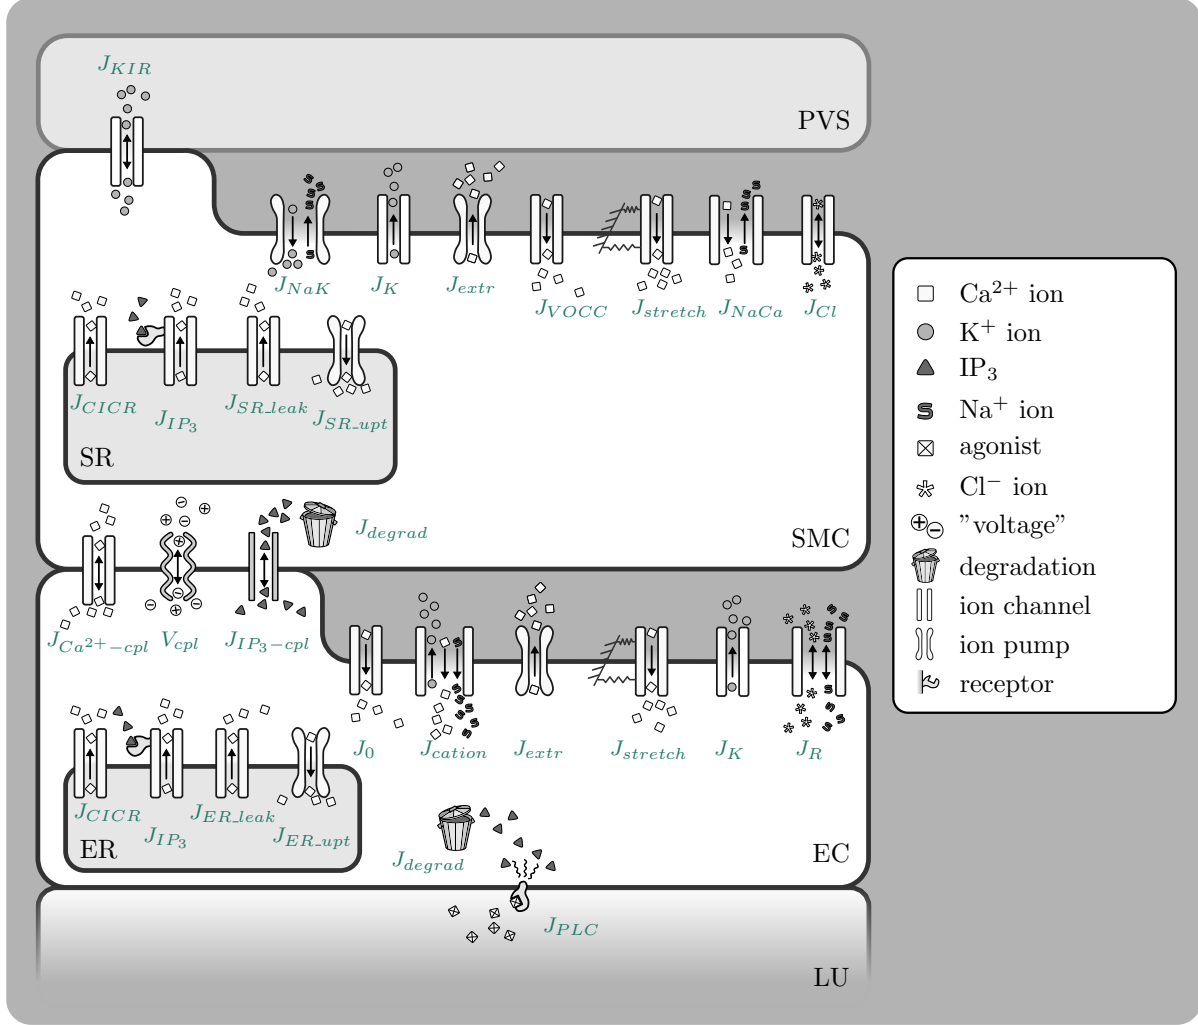 J_KIR
PVS
J_NaK
J_K
J_extr
J_VOCC
J_stretch
J_NaCa
J_Cl
J_CICR
J_IP3
J_SR_leak
J_SR_upt
SR
J_degrad
SMC
J_Ca2+−cpl
V_cpl
J_IP3−cpl
J_0
J_cation
J_extr
J_stretch
J_K
J_R
J_CICR
J_IP3
J_ER_leak
J_ER_upt
ER
J_degrad
EC
J_PLC
LU
Ca2+ ion
K+ ion
IP3
Na+ ion
agonist
Cl− ion
"voltage"
degradation
ion channel
ion pump
receptor